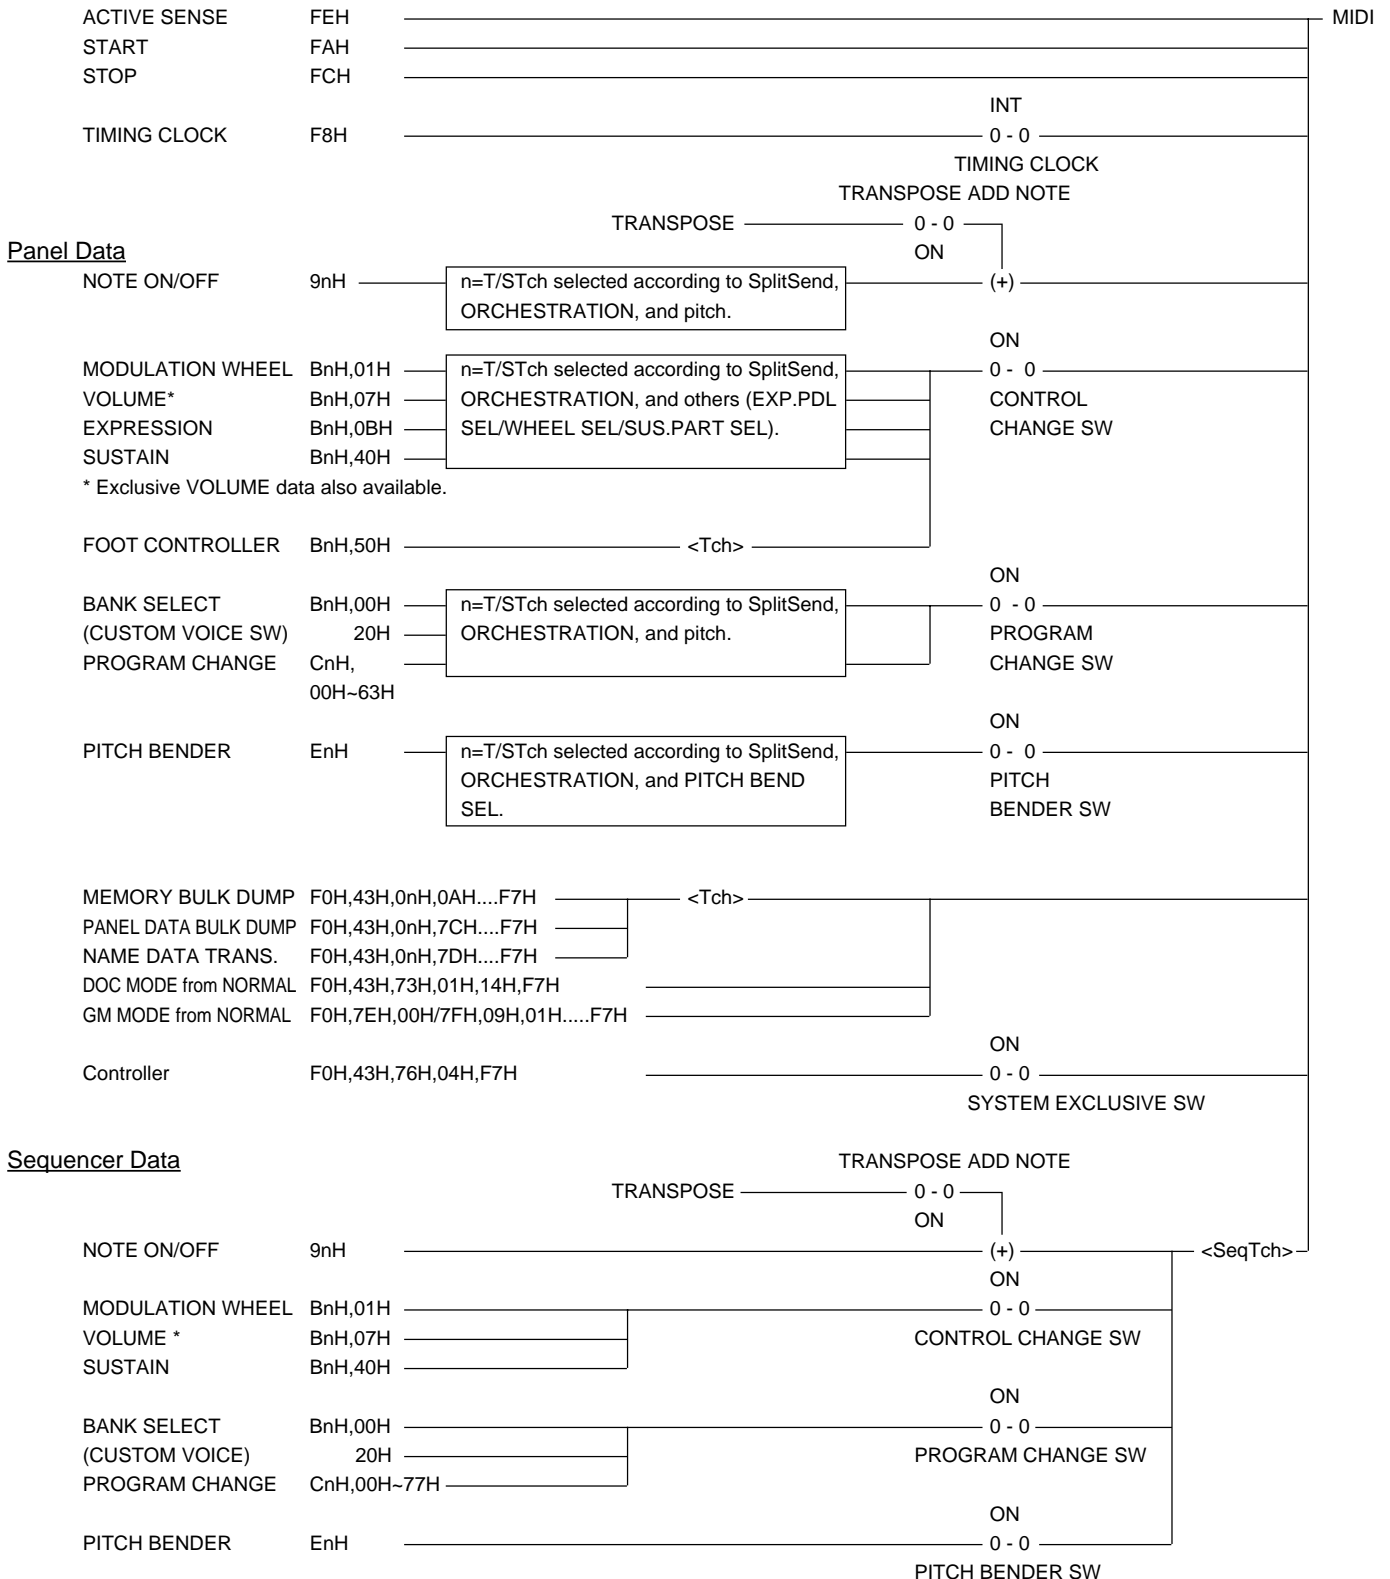 ACTIVE SENSE FEH MIDI
START FAH
STOP FCH
INT
TIMING CLOCK F8H 0 - 0
TIMING CLOCK
TRANSPOSE ADD NOTE
TRANSPOSE 0 - 0
Panel Data ON
NOTE ON/OFF 9nH n=T/STch selected according to SplitSend, (+)
ORCHESTRATION, and pitch.
ON
MODULATION WHEEL BnH,01H n=T/STch selected according to SplitSend, 0 - 0
VOLUME* BnH,07H ORCHESTRATION, and others (EXP.PDL CONTROL
EXPRESSION BnH,0BH SEL/WHEEL SEL/SUS.PART SEL). CHANGE SW
SUSTAIN BnH,40H
* Exclusive VOLUME data also available.
FOOT CONTROLLER BnH,50H <Tch>
ON
BANK SELECT BnH,00H n=T/STch selected according to SplitSend, 0 - 0
(CUSTOM VOICE SW) 20H ORCHESTRATION, and pitch. PROGRAM
PROGRAM CHANGE CnH, CHANGE SW
00H~63H
ON
PITCH BENDER EnH n=T/STch selected according to SplitSend, 0 - 0
ORCHESTRATION, and PITCH BEND PITCH
SEL. BENDER SW
MEMORY BULK DUMP F0H,43H,0nH,0AH....F7H <Tch>
PANEL DATA BULK DUMP F0H,43H,0nH,7CH....F7H
NAME DATA TRANS. F0H,43H,0nH,7DH....F7H
DOC MODE from NORMAL F0H,43H,73H,01H,14H,F7H
GM MODE from NORMAL F0H,7EH,00H/7FH,09H,01H.....F7H
ON
Controller F0H,43H,76H,04H,F7H 0 - 0
SYSTEM EXCLUSIVE SW
Sequencer Data TRANSPOSE ADD NOTE
TRANSPOSE 0 - 0
ON
NOTE ON/OFF 9nH (+) <SeqTch>
ON
MODULATION WHEEL BnH,01H 0 - 0
VOLUME * BnH,07H CONTROL CHANGE SW
SUSTAIN BnH,40H
ON
BANK SELECT BnH,00H 0 - 0
(CUSTOM VOICE) 20H PROGRAM CHANGE SW
PROGRAM CHANGE CnH,00H~77H
ON
PITCH BENDER EnH 0 - 0
PITCH BENDER SW